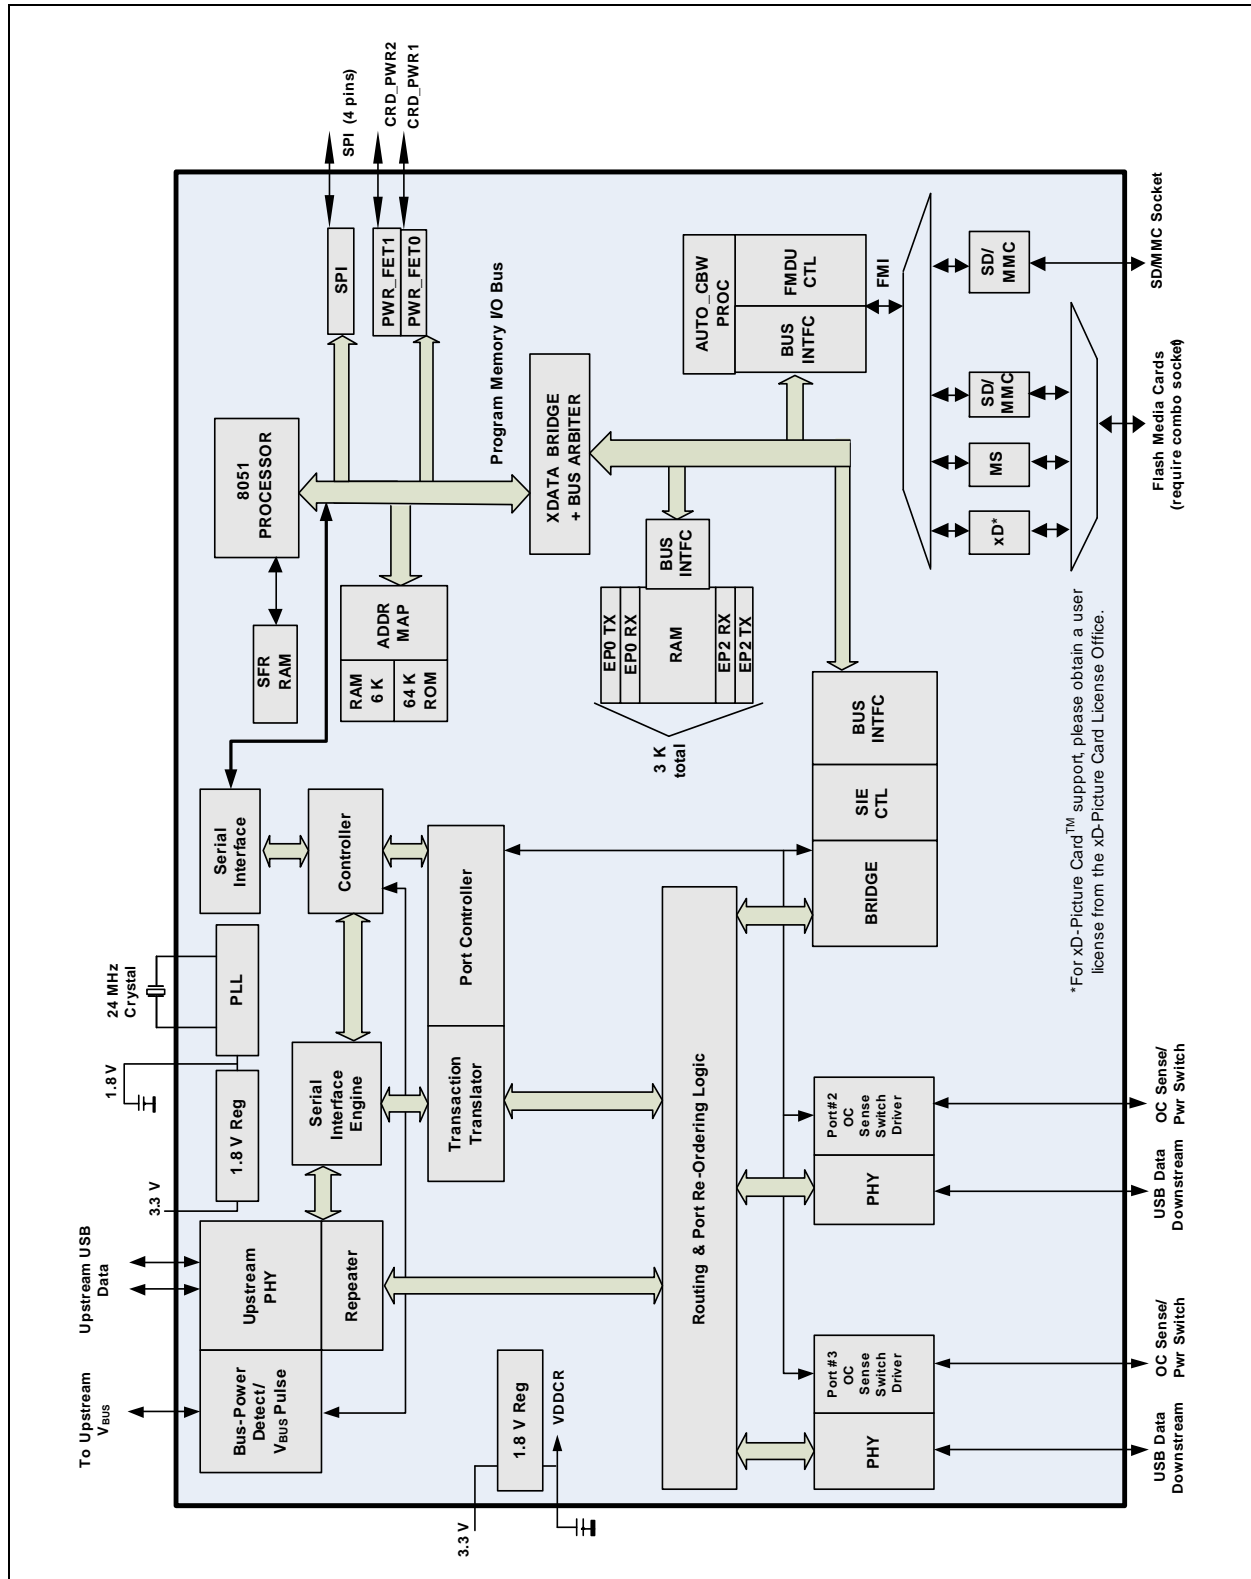 To Upstream
VBUS
Upstream USB
Data
3.3 V
1.8 V
24 MHz
Crystal
SPI (4 pins)
CRD_PWR2
CRD_PWR1
Bus-Power
Detect/
VBUS Pulse
Upstream
PHY
Repeater
1.8 V Reg
PLL
Serial
Interface
Serial
Interface
Engine
Controller
SFR
RAM
8051
PROCESSOR
SPI
PWR_FET1
PWR_FET0
RAM
6 K
64 K
ROM
ADDR
MAP
Program Memory I/O Bus
Transaction
Translator
Port Controller
3.3 V
1.8 V Reg
VDDCR
XDATA BRIDGE
+ BUS ARBITER
3 K
total
EP0 TX
EP0 RX
RAM
EP2 RX
EP2 TX
BUS
INTFC
AUTO_CBW
PROC
BUS
INTFC
FMDU
CTL
FMI
Routing & Port Re-Ordering Logic
BRIDGE
SIE
CTL
BUS
INTFC
PHY
Port #3
OC
Sense
Switch
Driver
PHY
Port#2
OC
Sense
Switch
Driver
xD*
MS
SD/
MMC
SD/
MMC
*For xD-Picture Card™ support, please obtain a user
license from the xD-Picture Card License Office.
USB Data
Downstream
OC Sense/
Pwr Switch
USB Data
Downstream
OC Sense/
Pwr Switch
Flash Media Cards
(require combo socket)
SD/MMC Socket